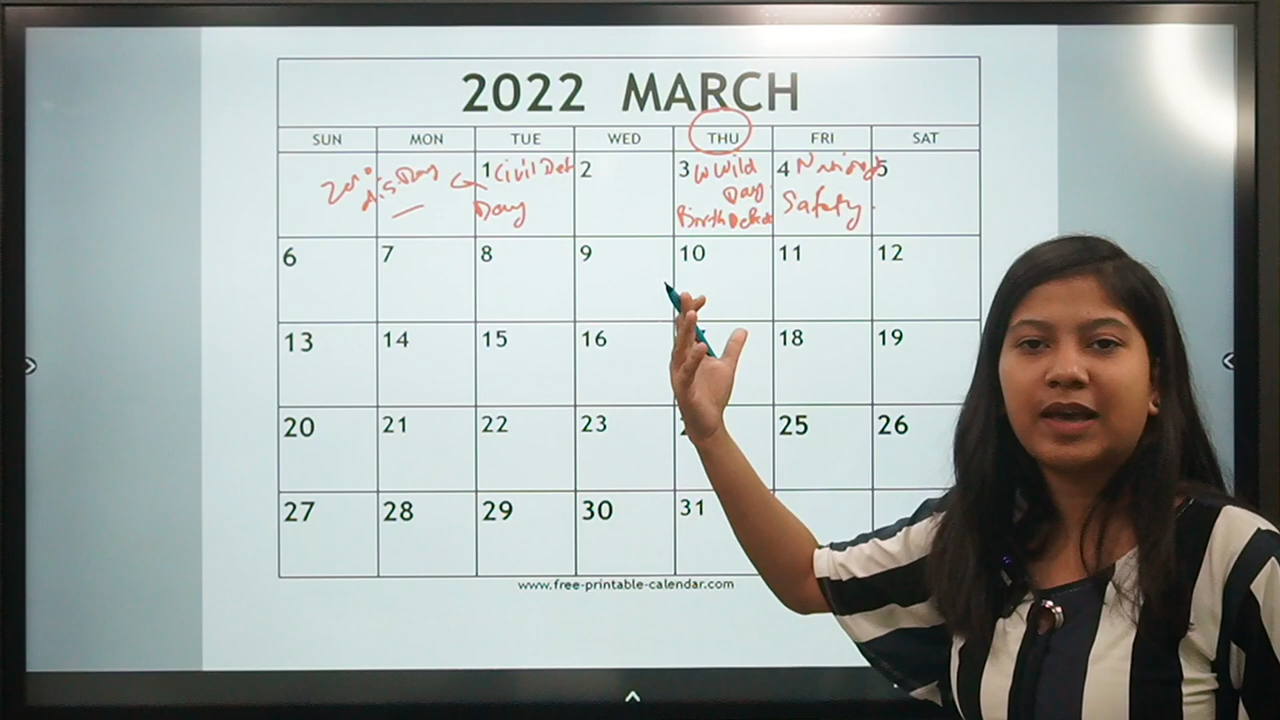 2022 MARCH
SUN MON TUE WED THU FRI SAT
1 Civil Def 2 3 W Wild 4 5
Day Day Safety
Birth
6 7 8 9 10 11 12
13 14 15 16 18 19
20 21 22 23 25 26
27 28 29 30 31
www.free-printable-calendar.com